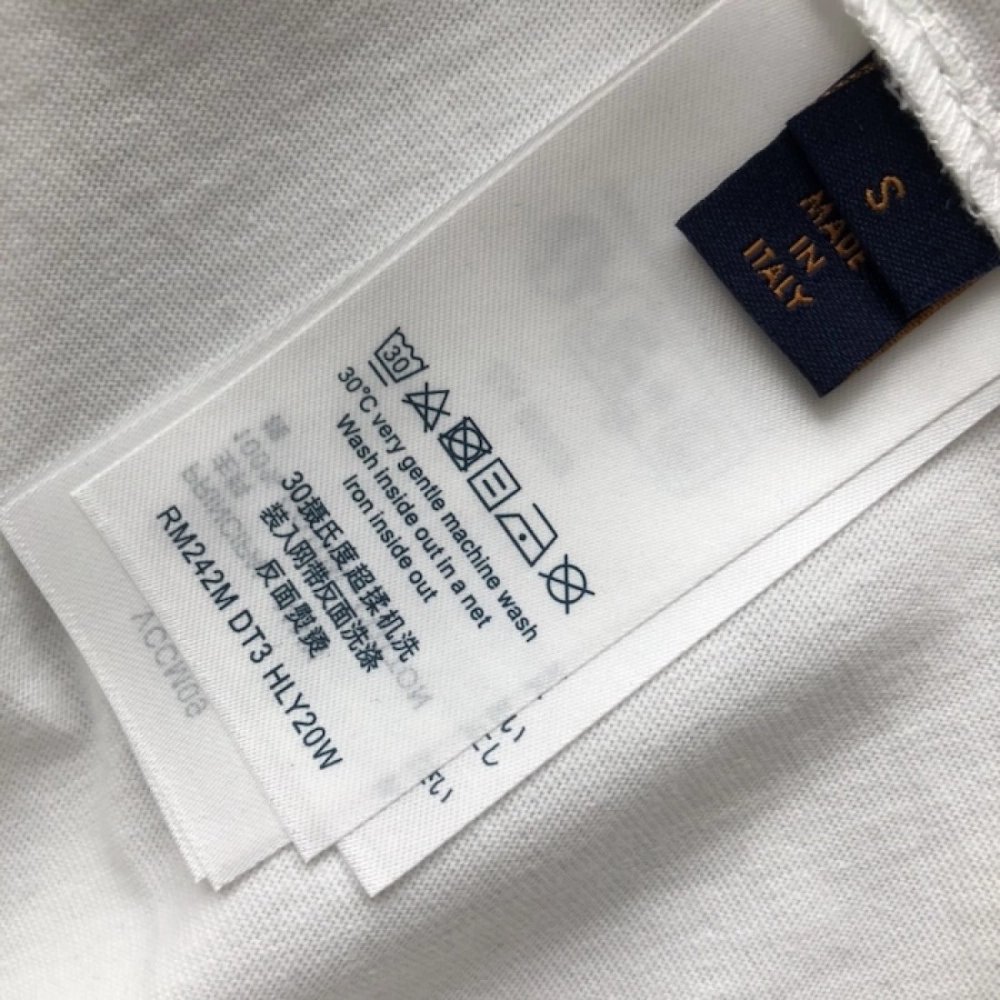 S
MADE
IN
ITALY
30
30°C very gentle machine wash
Wash inside out in a net
Iron inside out
30摄氏度超揉机洗
装入网带反面洗涤
反面熨烫
RM242M DT3 HLY20W